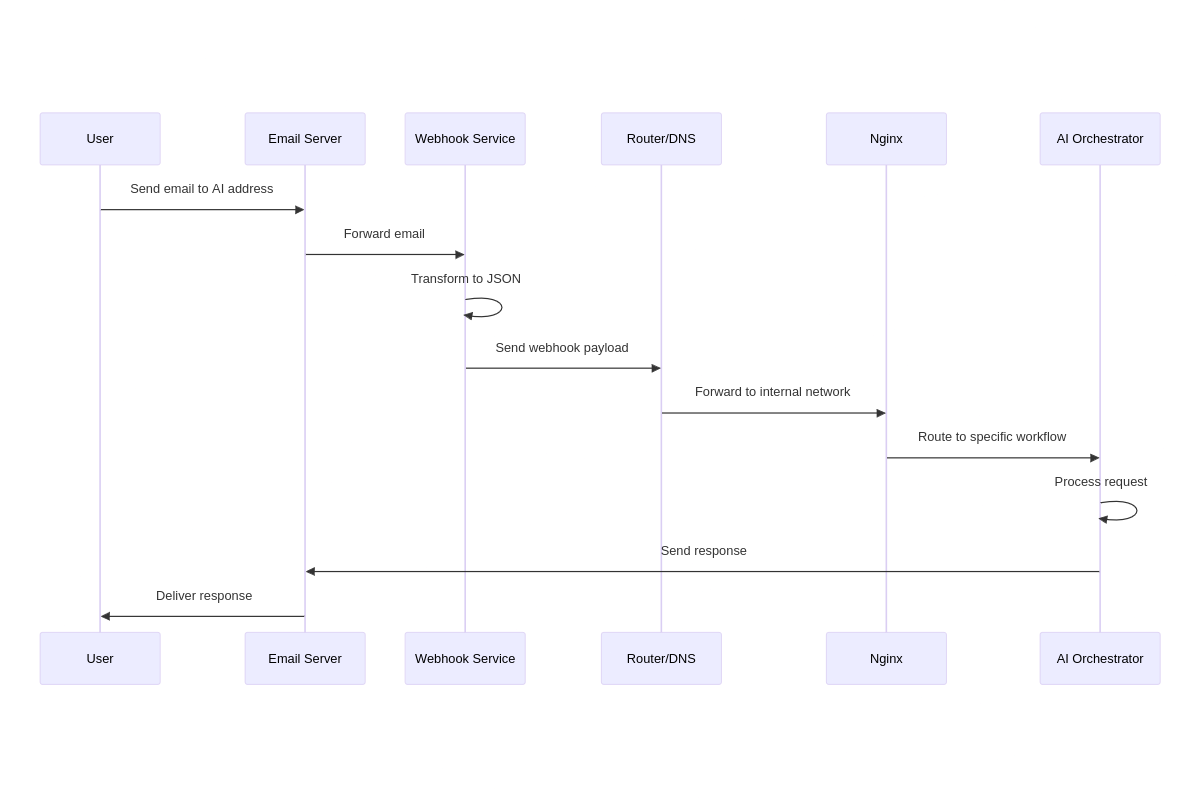 User
Email Server
Webhook Service
Router/DNS
Nginx
AI Orchestrator
Send email to AI address
Forward email
Transform to JSON
Send webhook payload
Forward to internal network
Route to specific workflow
Process request
Send response
Deliver response
User
Email Server
Webhook Service
Router/DNS
Nginx
AI Orchestrator